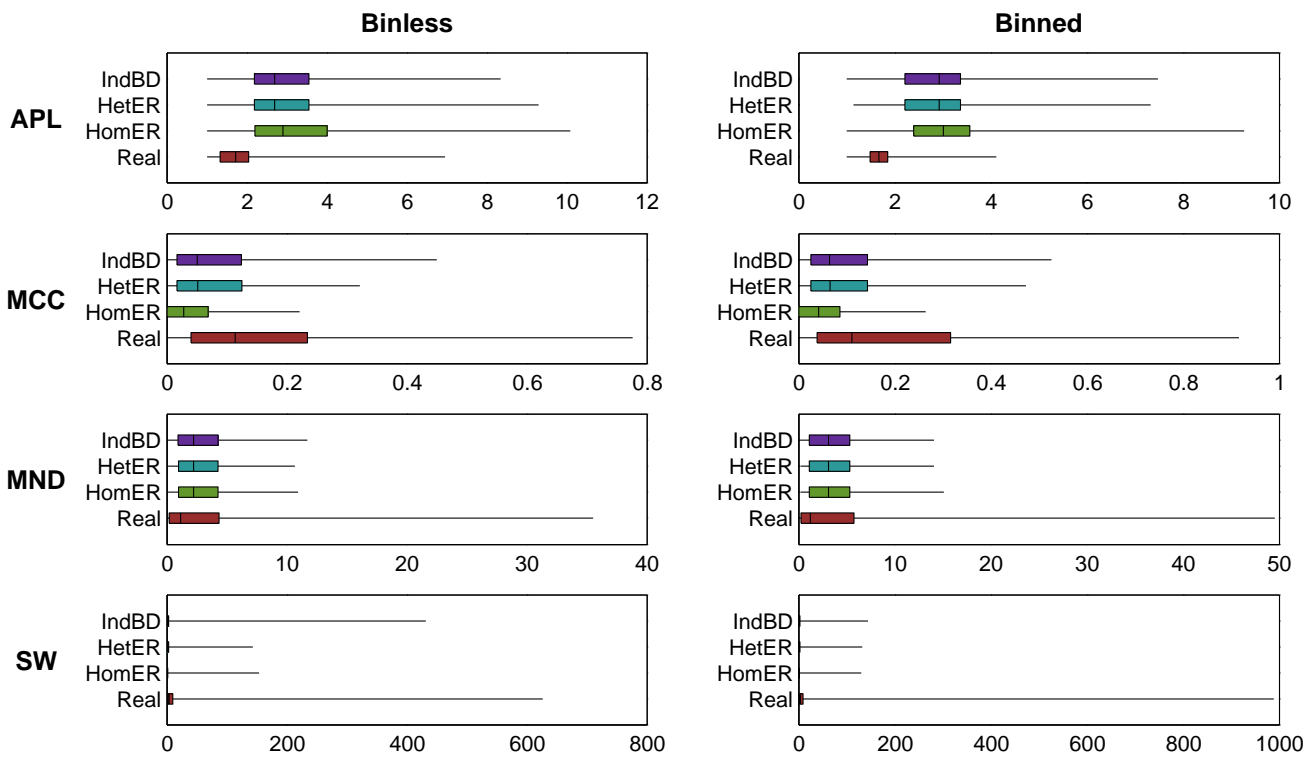 Binless Binned
APL
IndBD
HetER
HomER
Real
0 2 4 6 8 10 12
IndBD
HetER
HomER
Real
0 2 4 6 8 10
MCC
IndBD
HetER
HomER
Real
0 0.2 0.4 0.6 0.8
IndBD
HetER
HomER
Real
0 0.2 0.4 0.6 0.8 1
MND
IndBD
HetER
HomER
Real
0 10 20 30 40
IndBD
HetER
HomER
Real
0 10 20 30 40 50
SW
IndBD
HetER
HomER
Real
0 200 400 600 800
IndBD
HetER
HomER
Real
0 200 400 600 800 1000